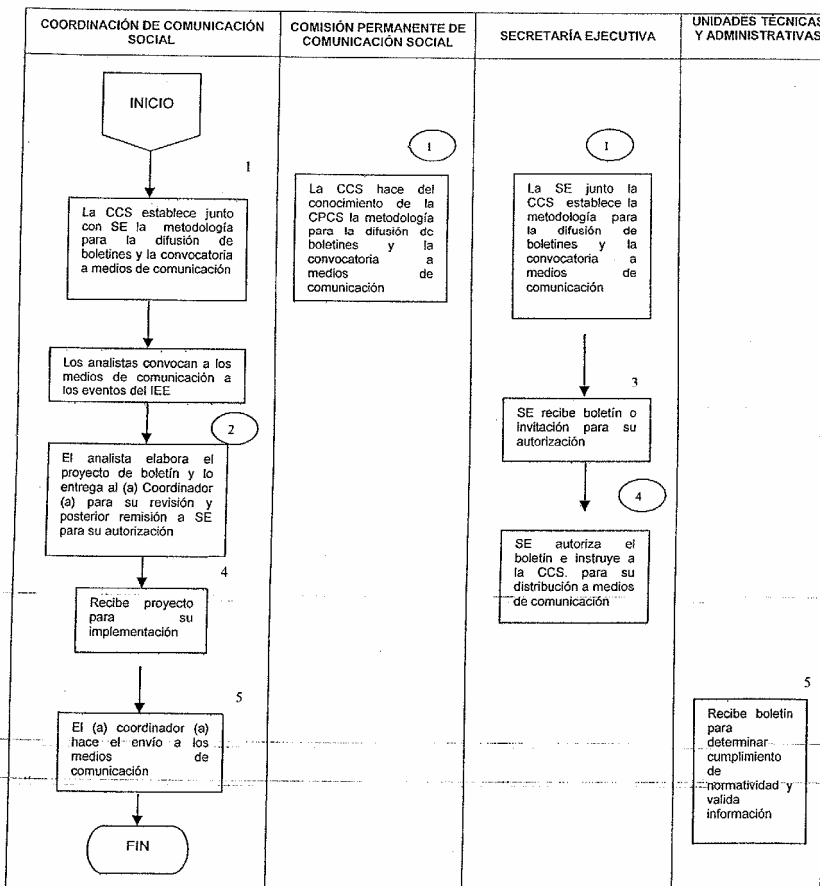 COORDINACIÓN DE COMUNICACIÓN
SOCIAL
COMISIÓN PERMANENTE DE
COMUNICACIÓN SOCIAL
SECRETARÍA EJECUTIVA
UNIDADES TÉCNICAS
Y ADMINISTRATIVAS
INICIO
1
La CCS establece junto
con SE la metodología
para la difusión de
boletines y la convocatoria
a medios de comunicación
Los analistas convocan a los
medios de comunicación a
los eventos del IEE
2
El analista elabora el
proyecto de boletín y lo
entrega al (a) Coordinador
(a) para su revisión y
posterior remisión a SE
para su autorización
4
Recibe proyecto
para su
implementación
5
El (a) coordinador (a)
hace el envío a los
medios de
comunicación
FIN
1
La CCS hace del
conocimiento de la
CPCS la metodología
para la difusión de
boletines y la
convocatoria a
medios de
comunicación
1
La SE junto la
CCS establece la
metodología para
la difusión de
boletines y la
convocatoria a
medios de
comunicación
3
SE recibe boletín o
invitación para su
autorización
4
SE autoriza el
boletín e instruye a
la CCS. para su
distribución a medios
de comunicación
5
Recibe boletín
para
determinar
cumplimiento
de
normatividad y
valida
información